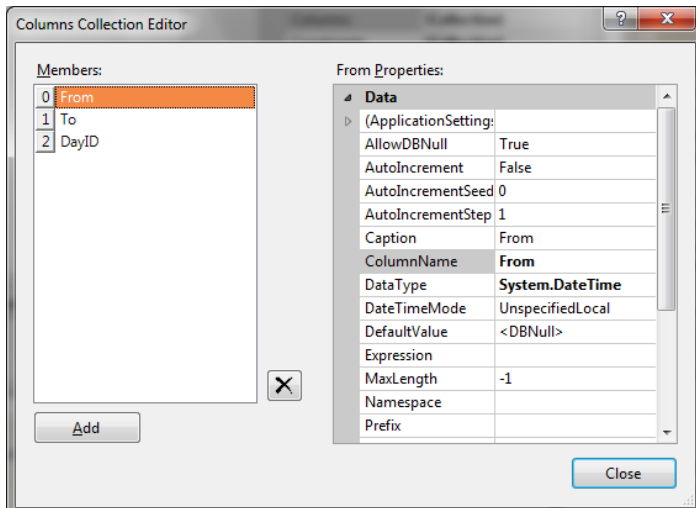 Columns Collection Editor
?
X
Members:
0 From
1 To
2 DayID
Add
From Properties:
Data
(ApplicationSettings
AllowDBNull True
AutoIncrement False
AutoIncrementSeed 0
AutoIncrementStep 1
Caption From
ColumnName From
DataType System.DateTime
DateTimeMode UnspecifiedLocal
DefaultValue <DBNull>
Expression
MaxLength -1
Namespace
Prefix
Close